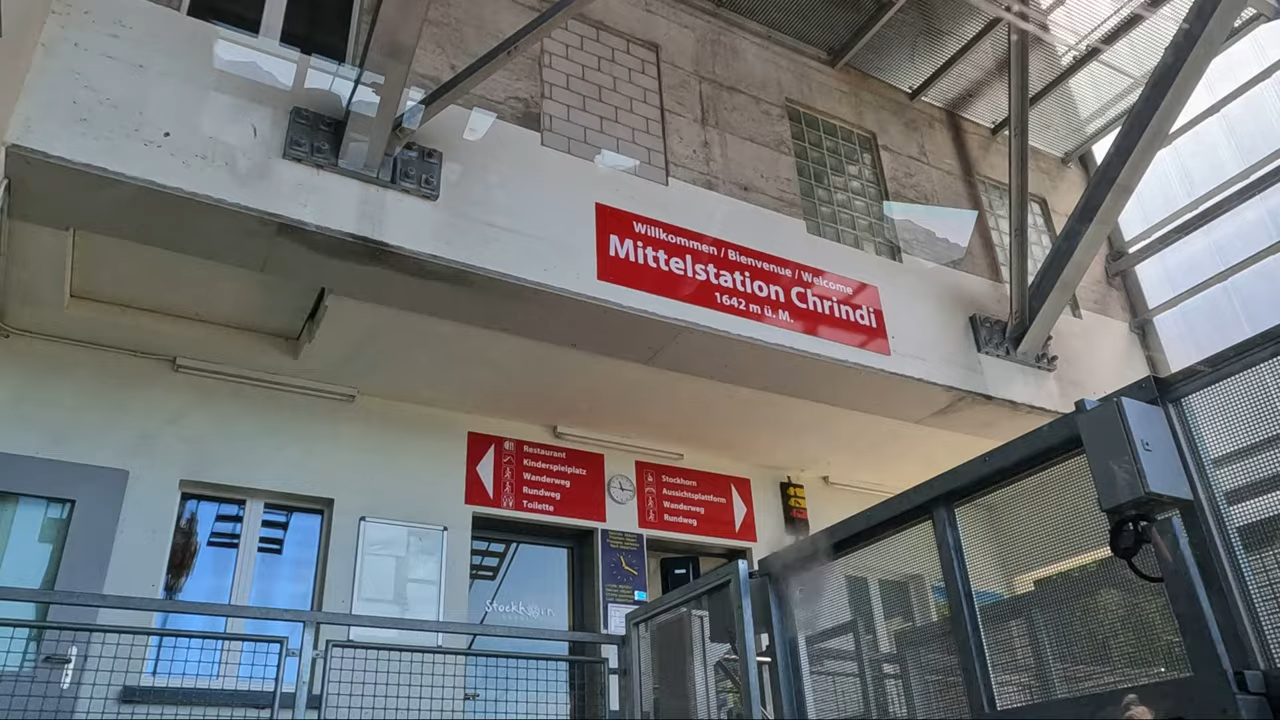 Willkommen / Bienvenue / Welcome
Mittelstation Chrindi
1642 m ü. M.
Restaurant
Kinderspielplatz
Wanderweg
Rundweg
Toilette
Stockhorn
Aussichtsplattform
Wanderweg
Rundweg
Stockhorn